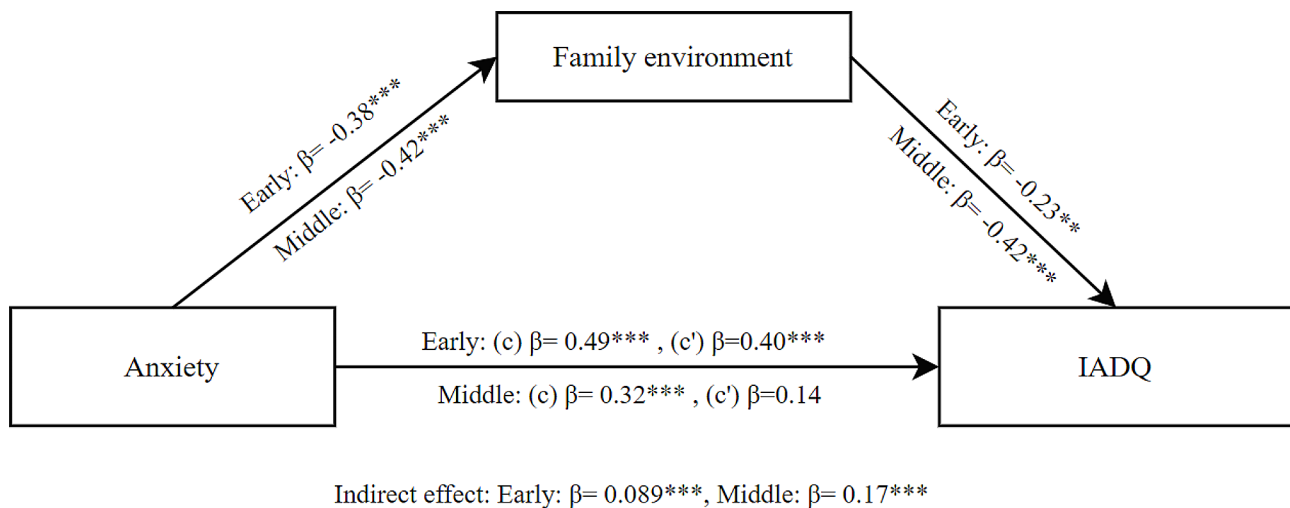 Family environment
Early: β= -0.38***
Middle: β= -0.42***
Early: β= -0.23**
Middle: β= -0.42***
Anxiety
Early: (c) β= 0.49*** , (c') β=0.40***
Middle: (c) β= 0.32*** , (c') β=0.14
IADQ
Indirect effect: Early: β= 0.089***, Middle: β= 0.17***